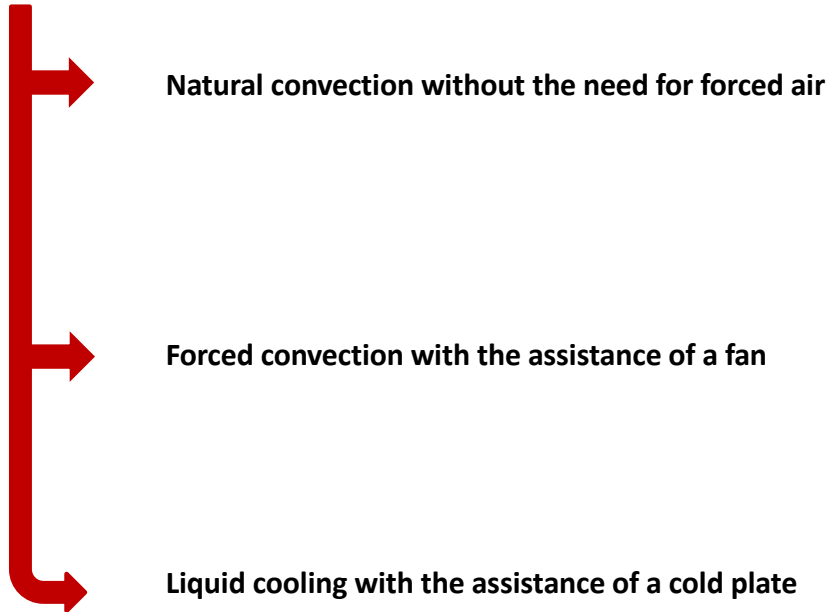 Natural convection without the need for forced air
Forced convection with the assistance of a fan
Liquid cooling with the assistance of a cold plate